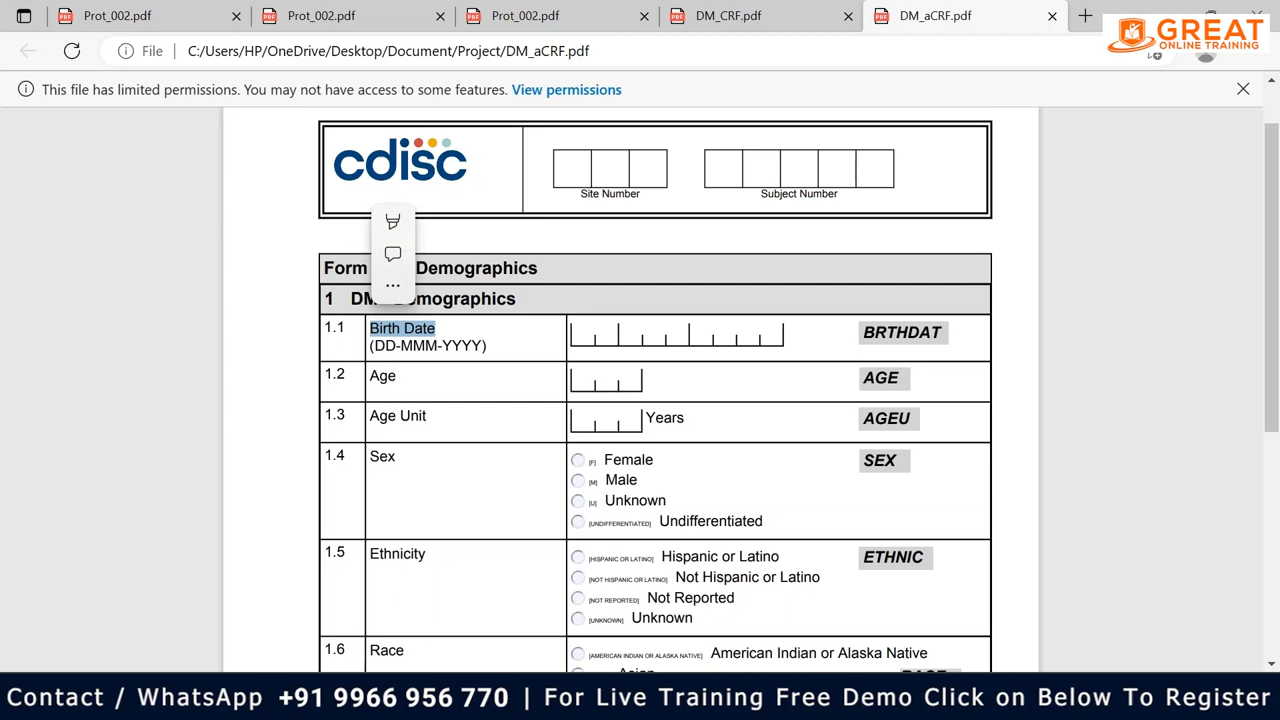 Prot_002.pdf
Prot_002.pdf
Prot_002.pdf
DM_CRF.pdf
DM_aCRF.pdf
GREAT
ONLINE TRAINING
File
C:/Users/HP/OneDrive/Desktop/Document/Project/DM_aCRF.pdf
This file has limited permissions. You may not have access to some features. View permissions
cdisc
Site Number
Subject Number
Form
Demographics
1 DM Demographics
1.1 Birth Date BRTHDAT
(DD-MMM-YYYY)
1.2 Age AGE
1.3 Age Unit Years AGEU
1.4 Sex [F] Female SEX
[M] Male
[U] Unknown
[UNDIFFERENTIATED] Undifferentiated
1.5 Ethnicity [HISPANIC OR LATINO] Hispanic or Latino ETHNIC
[NOT HISPANIC OR LATINO] Not Hispanic or Latino
[NOT REPORTED] Not Reported
[UNKNOWN] Unknown
1.6 Race [AMERICAN INDIAN OR ALASKA NATIVE] American Indian or Alaska Native
Contact / WhatsApp +91 9966 956 770 | For Live Training Free Demo Click on Below To Register